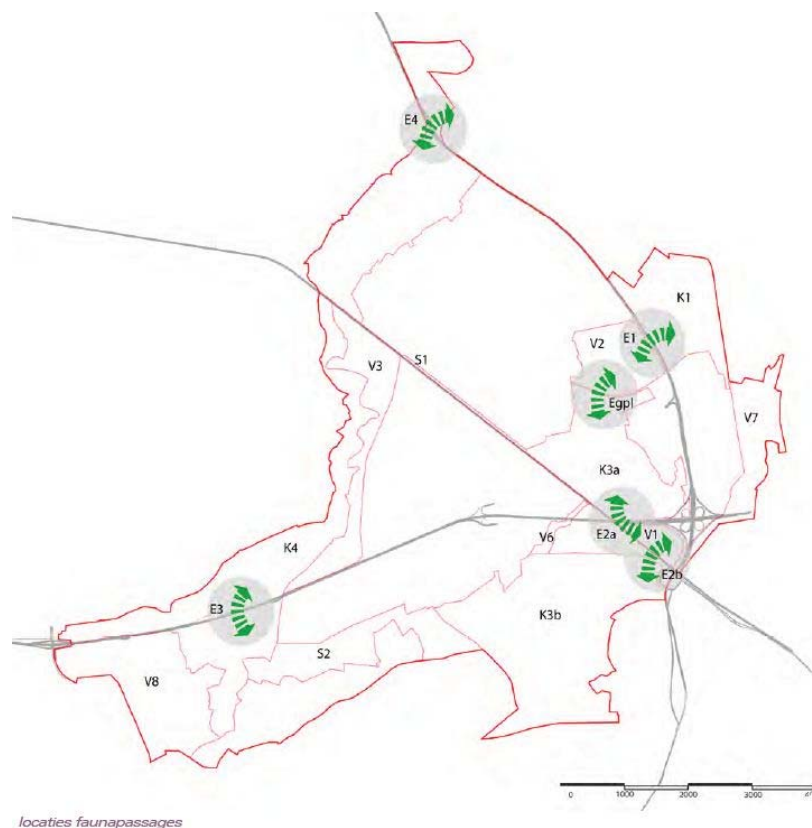 E4
K1
E1
V2
V3
S1
Egpl
V7
K3a
E2a
V1
V6
E2b
K4
E3
K3b
S2
V8
0 1000 2000 3000
locaties faunapassages